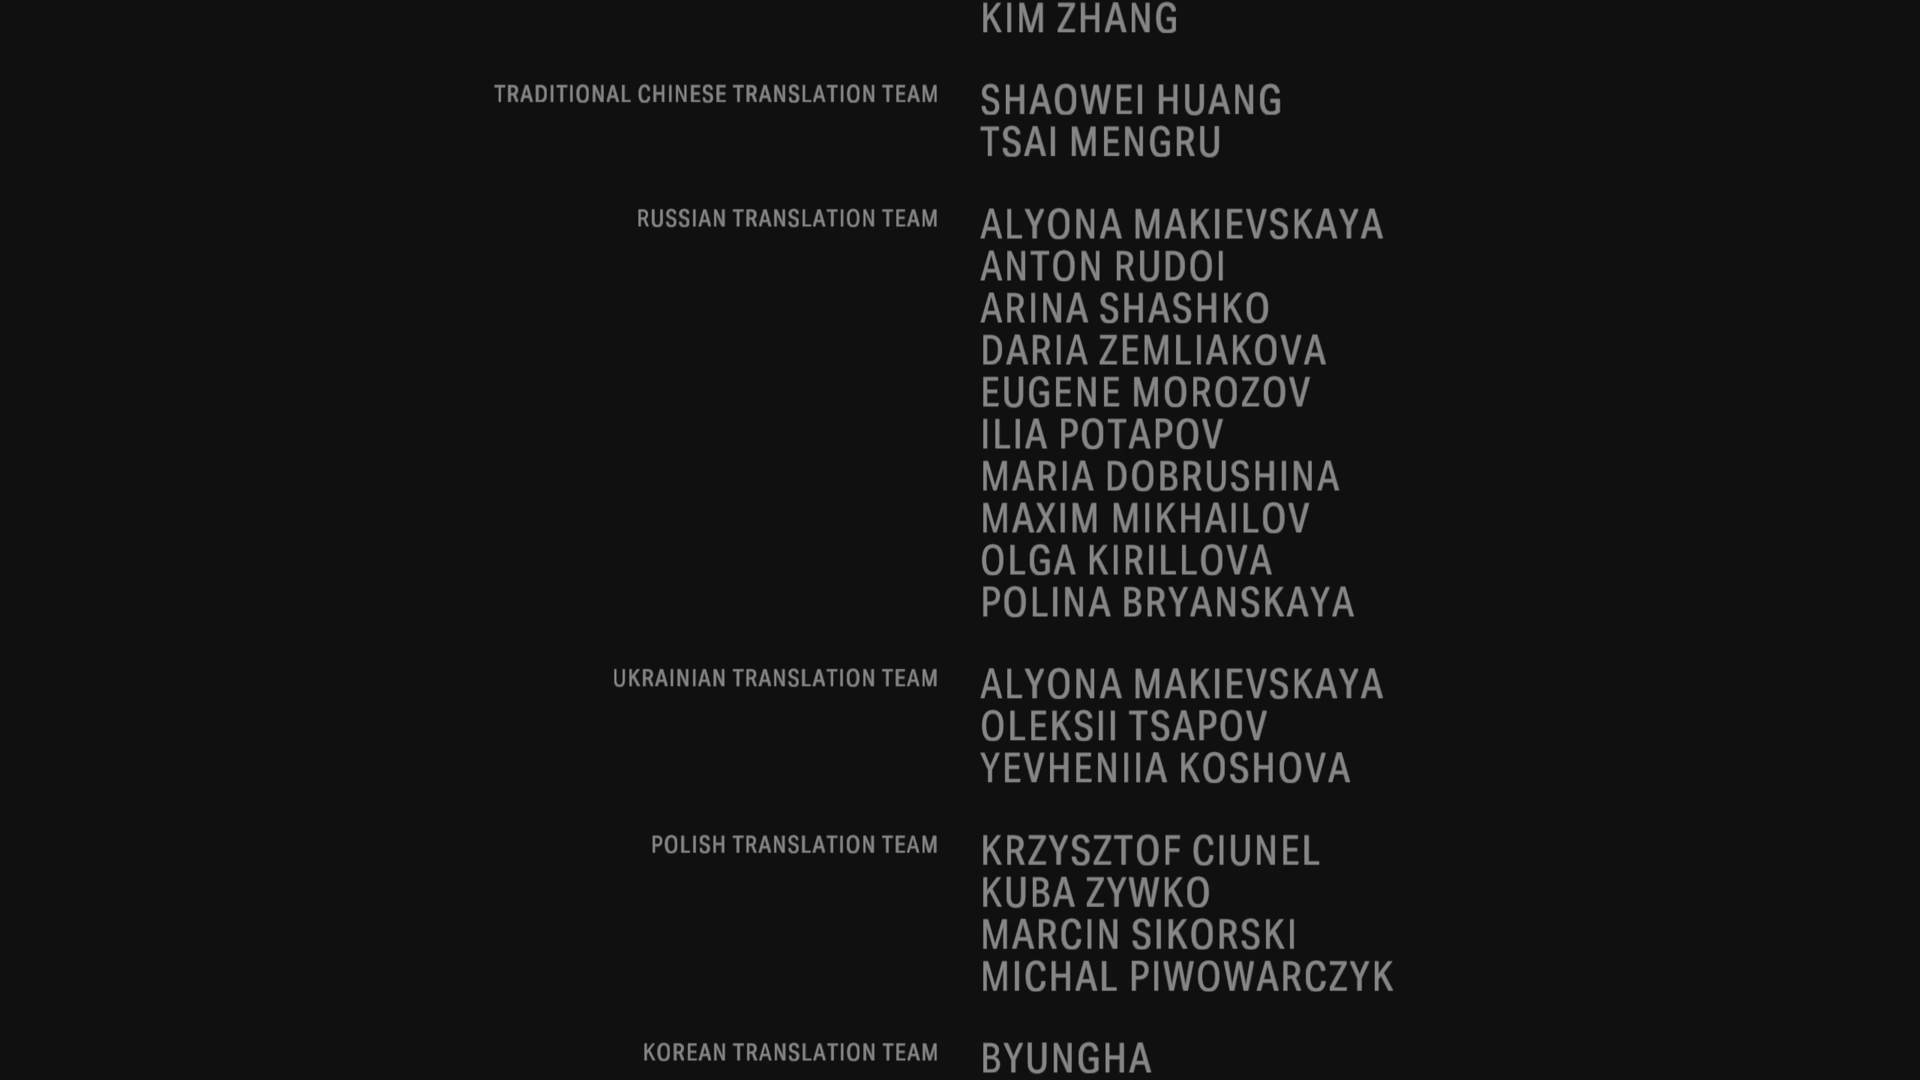 KIM ZHANG
TRADITIONAL CHINESE TRANSLATION TEAM SHAOWEI HUANG
TSAI MENGRU
RUSSIAN TRANSLATION TEAM ALYONA MAKIEVSKAYA
ANTON RUDOI
ARINA SHASHKO
DARIA ZEMLIAKOVA
EUGENE MOROZOV
ILIA POTAPOV
MARIA DOBRUSHINA
MAXIM MIKHAILOV
OLGA KIRILLOVA
POLINA BRYANSKAYA
UKRAINIAN TRANSLATION TEAM ALYONA MAKIEVSKAYA
OLEKSII TSAPOV
YEVHENIIA KOSHOVA
POLISH TRANSLATION TEAM KRZYSZTOF CIUNEL
KUBA ZYWKO
MARCIN SIKORSKI
MICHAL PIWOWARCZYK
KOREAN TRANSLATION TEAM BYUNGHA